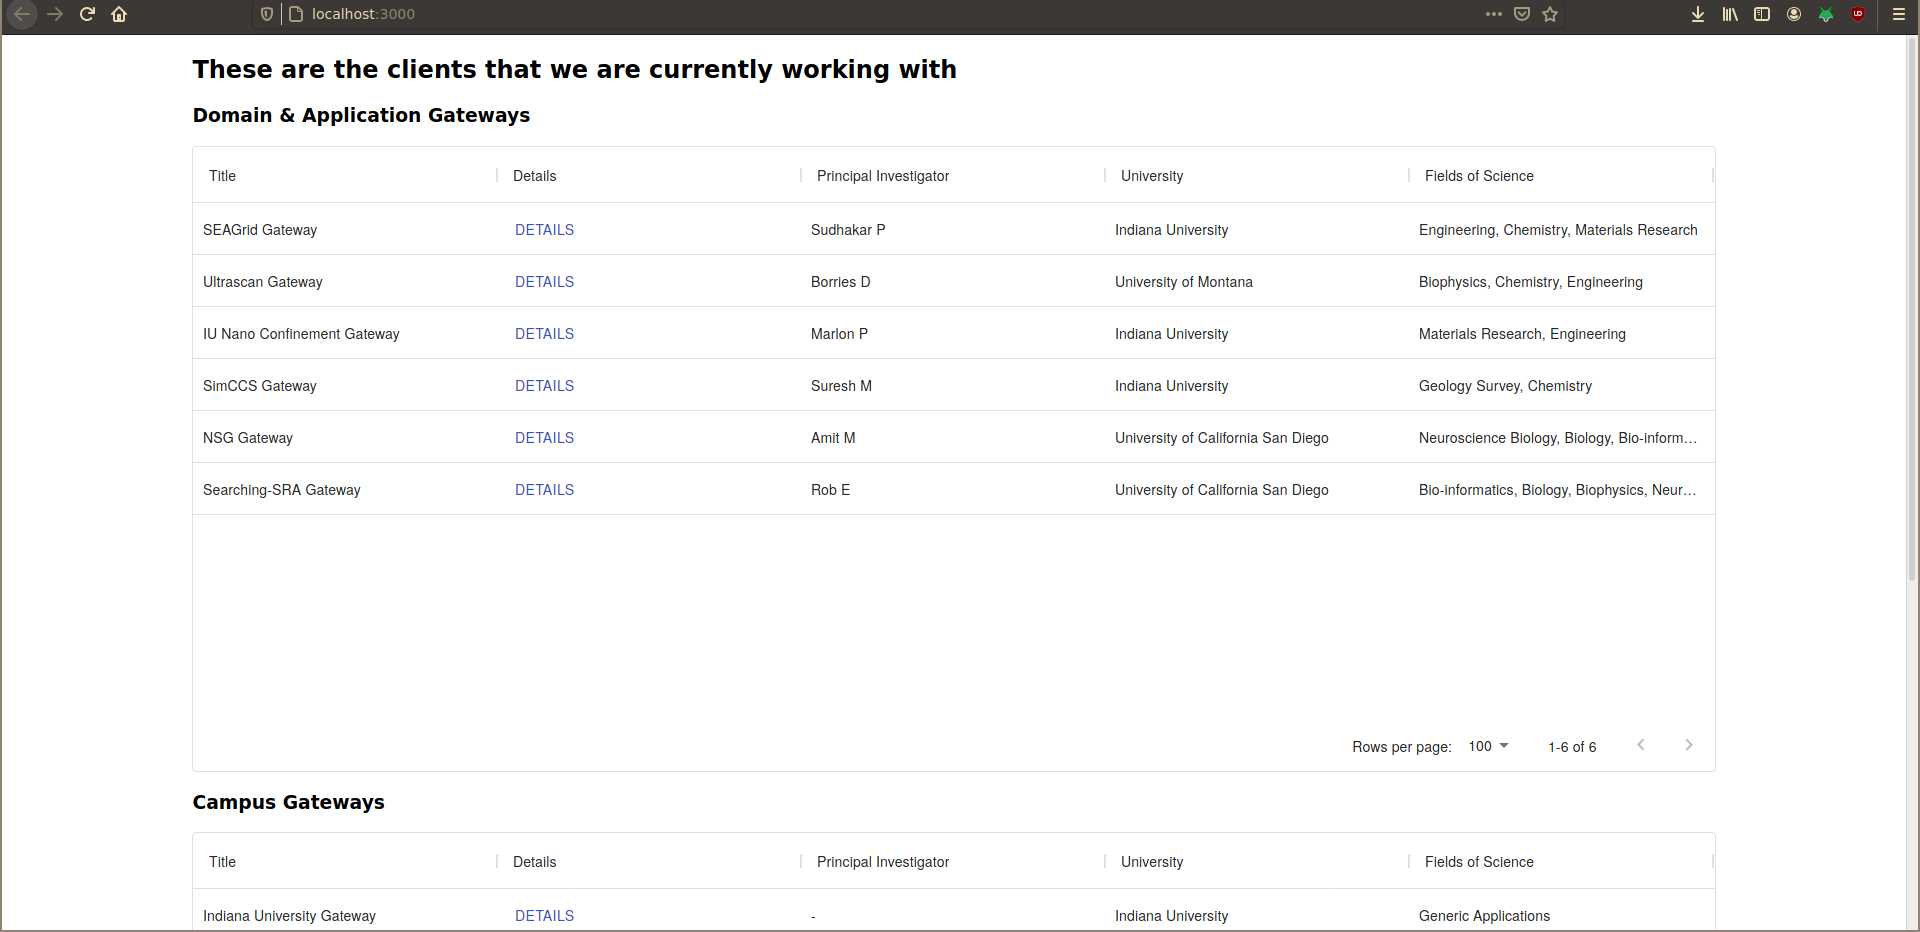 localhost:3000
These are the clients that we are currently working with
Domain & Application Gateways
Title Details Principal Investigator University Fields of Science
SEAGrid Gateway DETAILS Sudhakar P Indiana University Engineering, Chemistry, Materials Research
Ultrascan Gateway DETAILS Borries D University of Montana Biophysics, Chemistry, Engineering
IU Nano Confinement Gateway DETAILS Marlon P Indiana University Materials Research, Engineering
SimCCS Gateway DETAILS Suresh M Indiana University Geology Survey, Chemistry
NSG Gateway DETAILS Amit M University of California San Diego Neuroscience Biology, Biology, Bio-inform...
Searching-SRA Gateway DETAILS Rob E University of California San Diego Bio-informatics, Biology, Biophysics, Neur...
Rows per page: 100 1-6 of 6
Campus Gateways
Title Details Principal Investigator University Fields of Science
Indiana University Gateway DETAILS - Indiana University Generic Applications